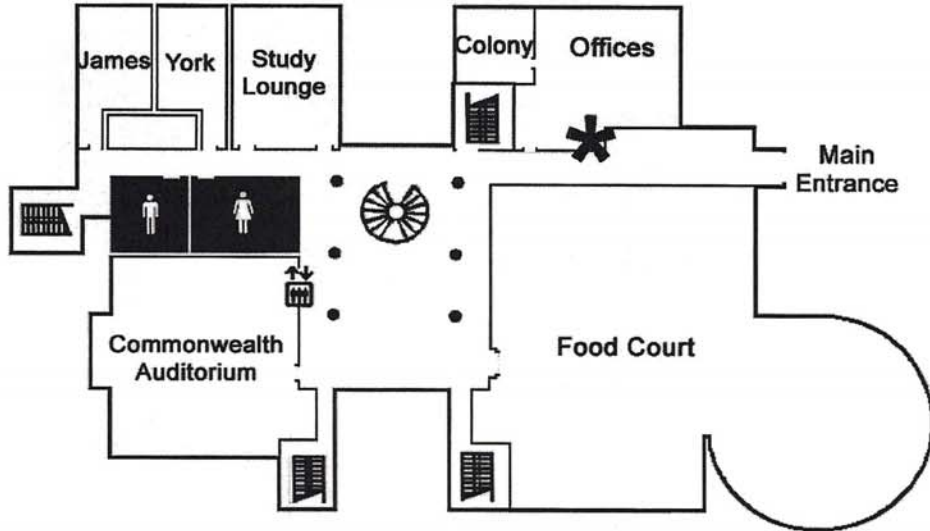 James
York
Study
Lounge
Colony
Offices
Main
Entrance
Commonwealth
Auditorium
Food Court